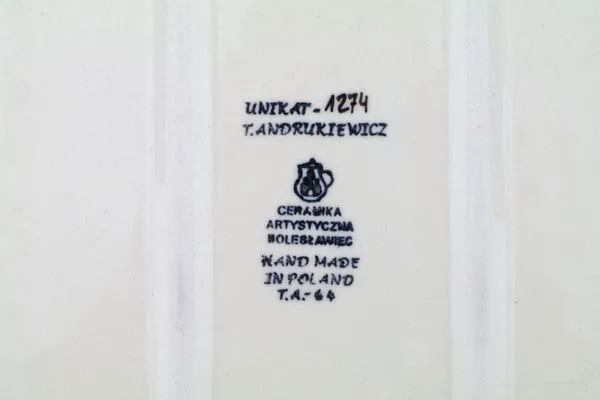 UNIKAT-1274
T.ANDRUKIEWICZ
CERAMIKA
ARTYSTYCZNA
BOLESŁAWIEC
HAND MADE
IN POLAND
T.A.-64